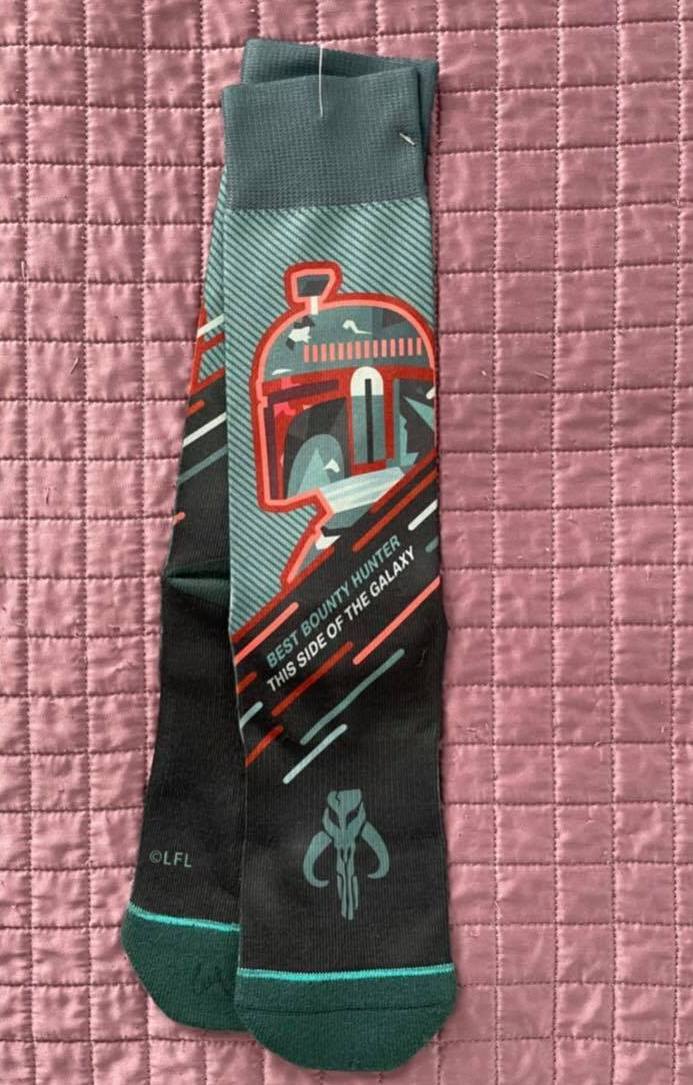 BEST BOUNTY HUNTER
THIS SIDE OF THE GALAXY
©LFL